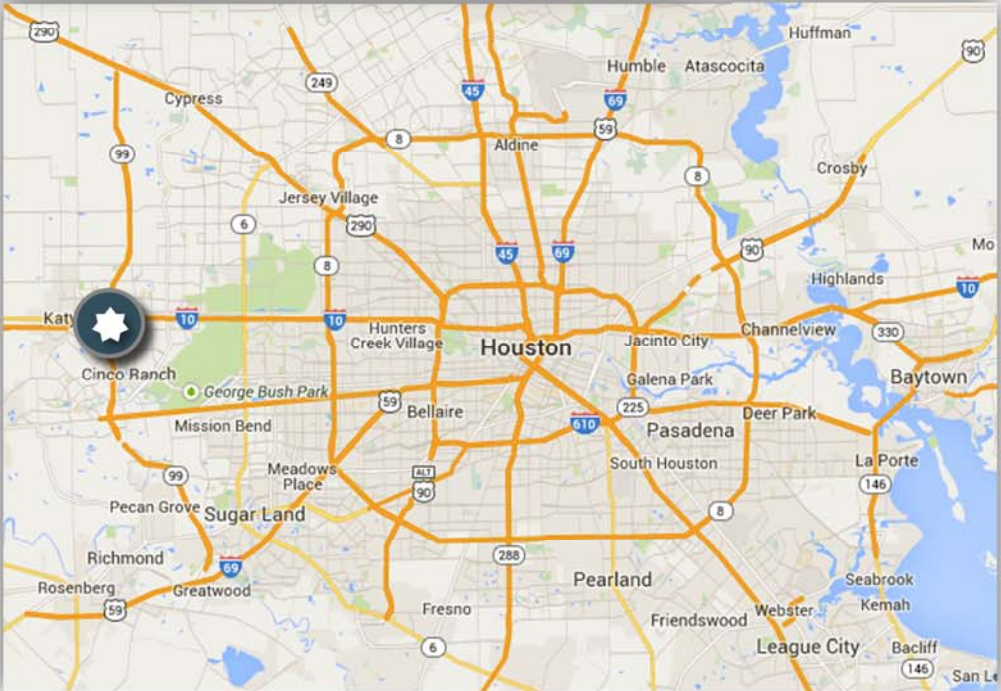 290
Huffman
90
Humble
Atascocita
249
45
69
Cypress
59
8
Aldine
99
8
Crosby
Jersey Village
6
290
90
45
69
8
Highlands
10
Katy
10
10
Hunters
Creek Village
Houston
Jacinto City
Channelview
330
Cinco Ranch
George Bush Park
59
Galena Park
Baytown
Bellaire
225
Deer Park
610
Mission Bend
Pasadena
Meadows
Place
ALT
90
South Houston
La Porte
99
146
Pecan Grove
Sugar Land
8
Richmond
69
288
Rosenberg
Greatwood
Pearland
Seabrook
59
Fresno
Friendswood
Webster
Kemah
6
League City
Bacliff
146